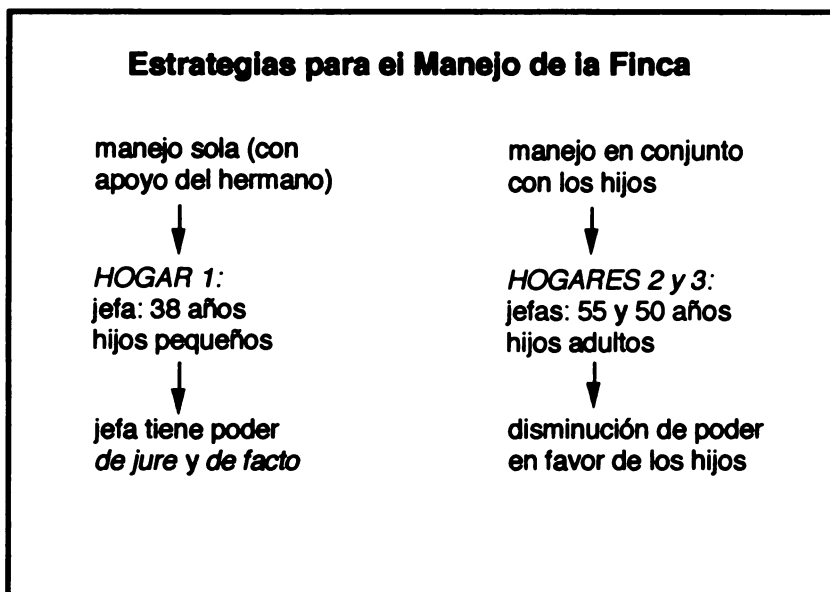 Estrategias para el Manejo de la Finca
manejo sola (con
apoyo del hermano)
HOGAR 1:
jefa: 38 años
hijos pequeños
jefa tiene poder
de jure y de facto
manejo en conjunto
con los hijos
HOGARES 2 y 3:
jefas: 55 y 50 años
hijos adultos
disminución de poder
en favor de los hijos